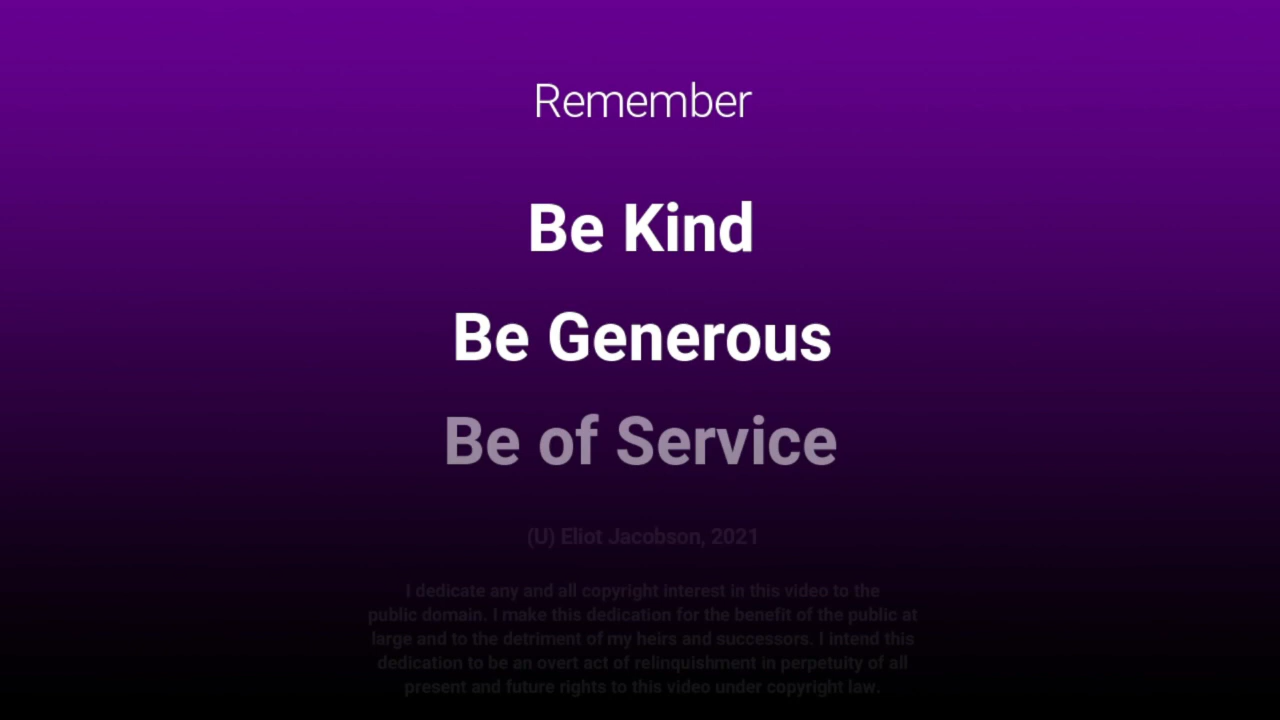 Remember
Be Kind
Be Generous
Be of Service
(U) Eliot Jacobson, 2021
I dedicate any and all copyright interest in this video to the
public domain. I make this dedication for the benefit of the public at
large and to the detriment of my heirs and successors. I intend this
dedication to be an overt act of relinquishment in perpetuity of all
present and future rights to this video under copyright law.